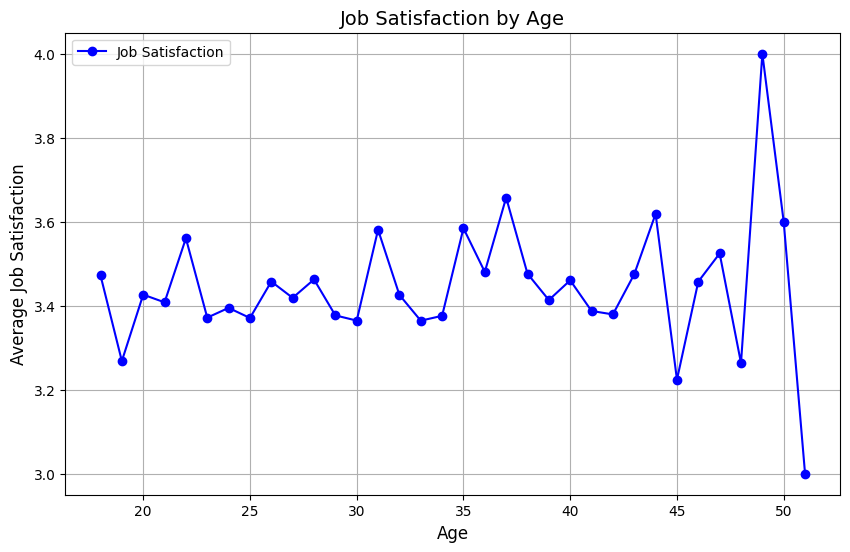 Job Satisfaction by Age
Job Satisfaction
4.0
3.8
3.6
3.4
3.2
3.0
Average Job Satisfaction
20 25 30 35 40 45 50
Age